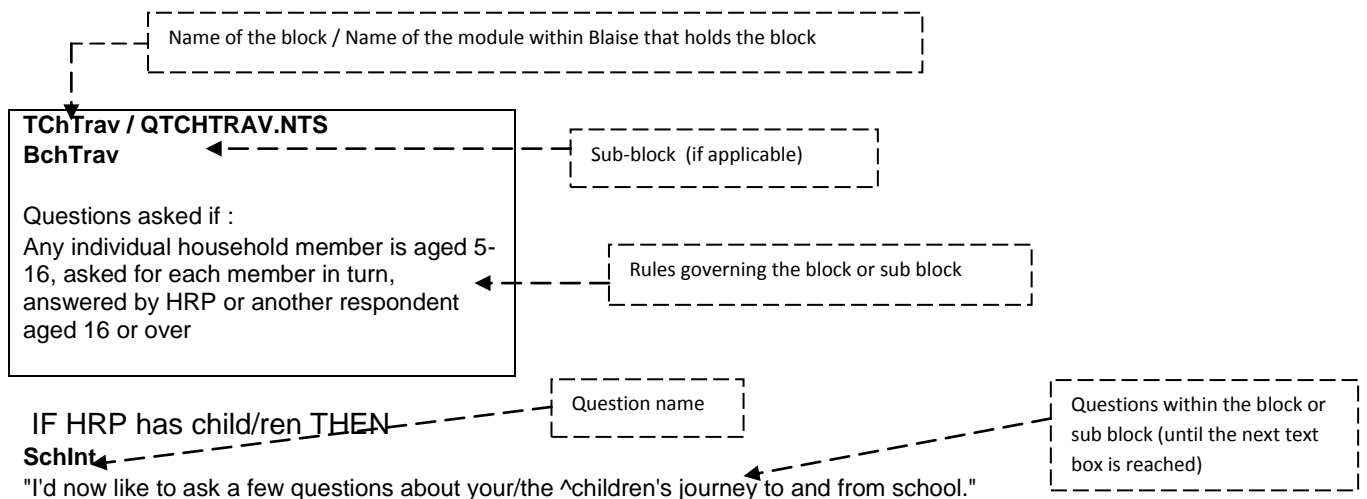 Name of the block / Name of the module within Blaise that holds the block
TChTrav / QTCHTRAV.NTS
BchTrav
Sub-block (if applicable)
Questions asked if :
Any individual household member is aged 5-
16, asked for each member in turn,
answered by HRP or another respondent
aged 16 or over
Rules governing the block or sub block
IF HRP has child/ren THEN
Question name
Questions within the block or
sub block (until the next text
box is reached)
SchInt
"I'd now like to ask a few questions about your/the ^children's journey to and from school."